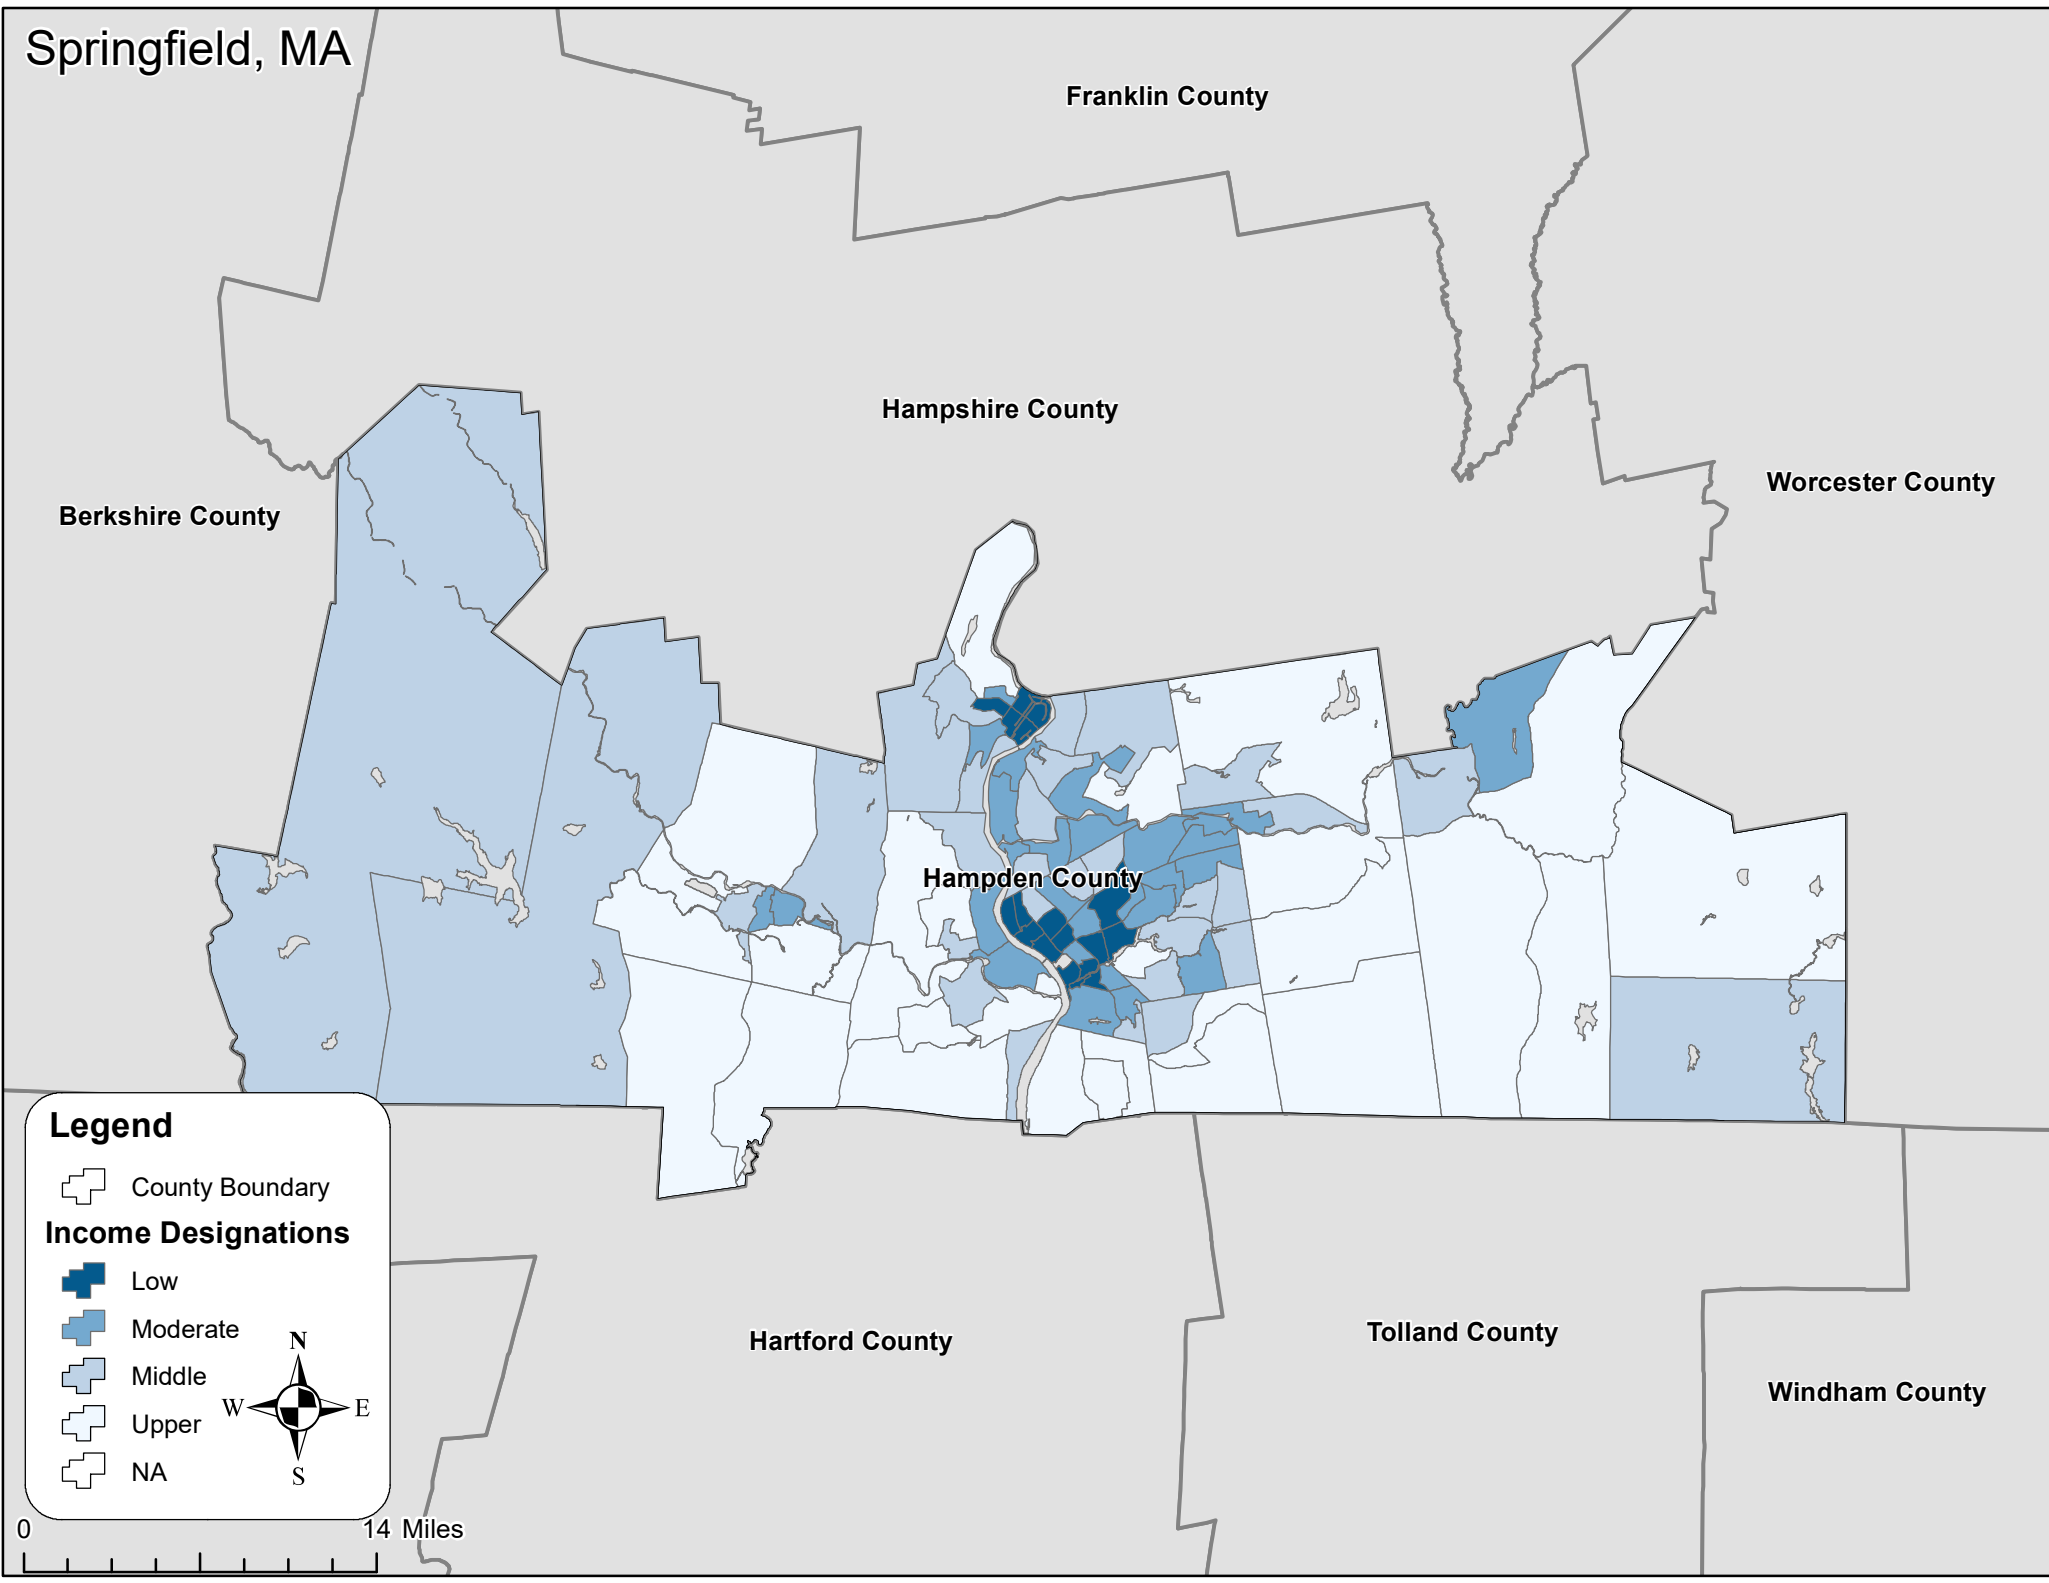 Springfield, MA
Franklin County
Hampshire County
Worcester County
Berkshire County
Hampden County
Legend
County Boundary
Income Designations
Low
Moderate
Middle
Upper
NA
N
W
E
S
Hartford County
Tolland County
Windham County
0
14 Miles